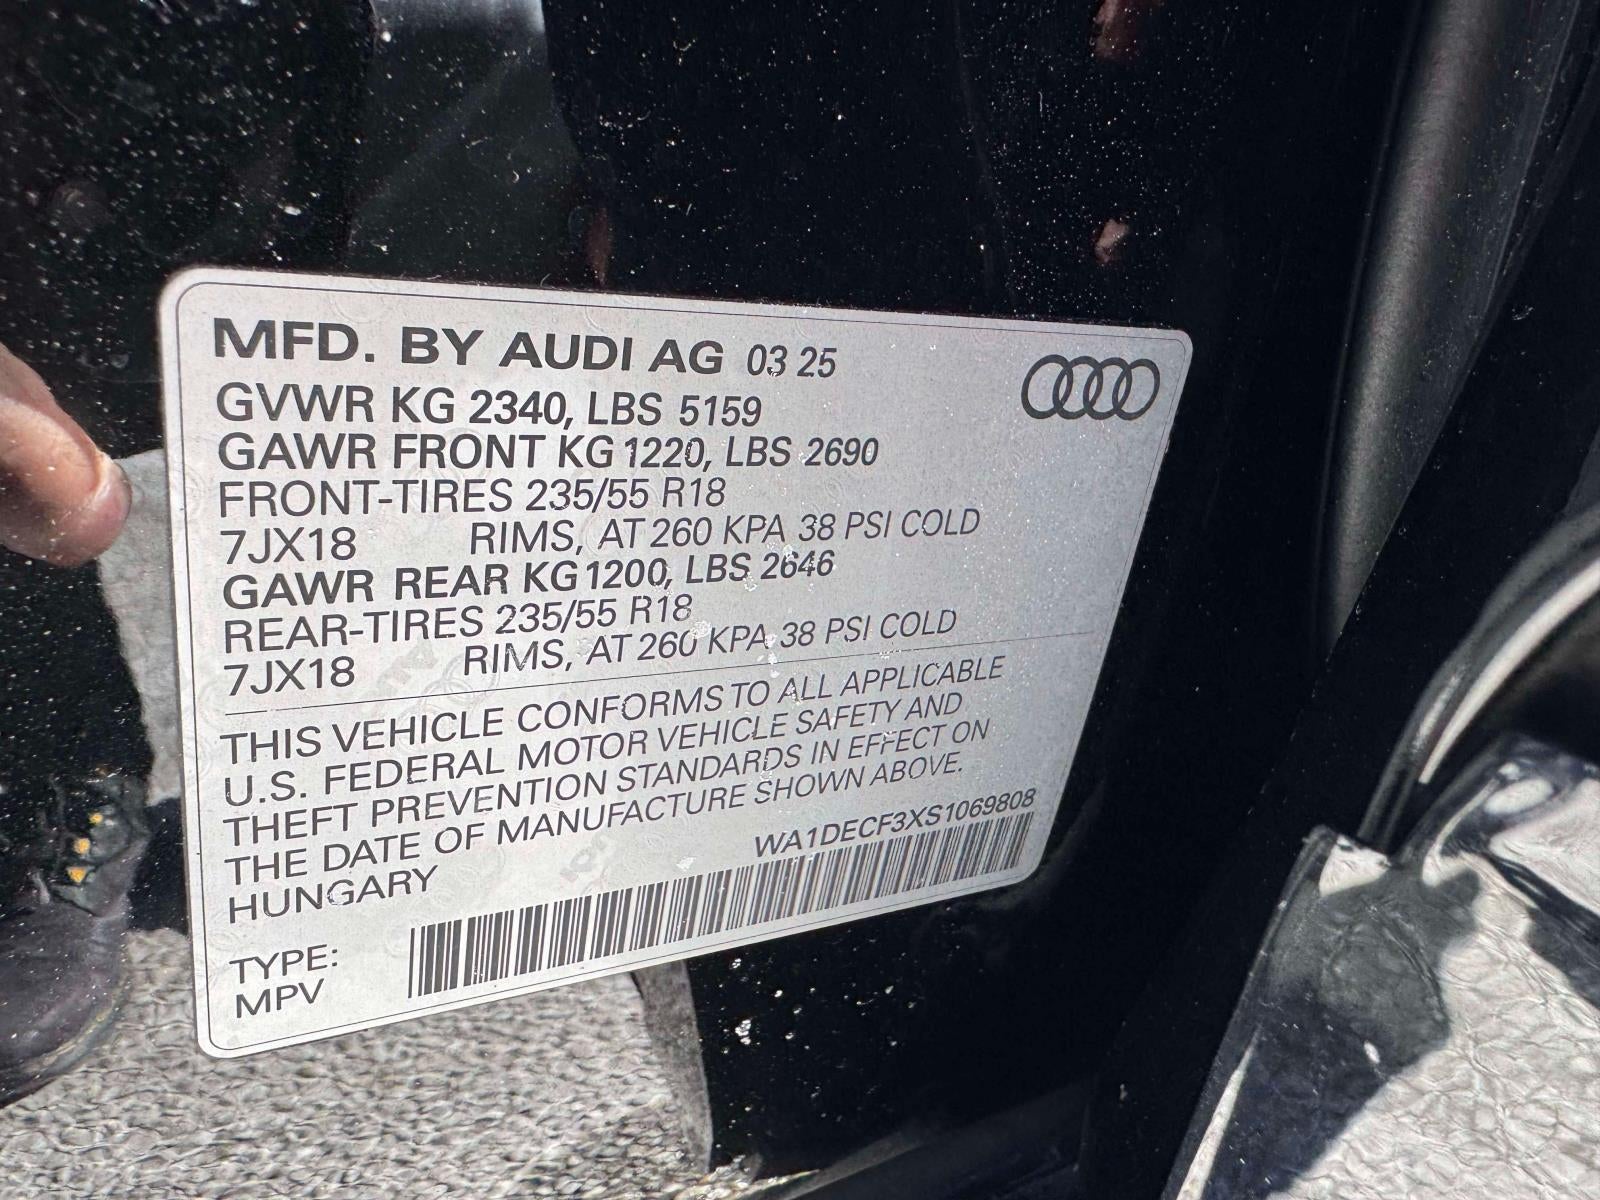 MFD. BY AUDI AG 03 25
GVWR KG 2340, LBS 5159
GAWR FRONT KG 1220, LBS 2690
FRONT-TIRES 235/55 R18
7JX18 RIMS, AT 260 KPA 38 PSI COLD
GAWR REAR KG 1200, LBS 2646
REAR-TIRES 235/55 R18
7JX18 RIMS, AT 260 KPA 38 PSI COLD
THIS VEHICLE CONFORMS TO ALL APPLICABLE
U.S. FEDERAL MOTOR VEHICLE SAFETY AND
THEFT PREVENTION STANDARDS IN EFFECT ON
THE DATE OF MANUFACTURE SHOWN ABOVE.
HUNGARY WA1DECF3XS1069808
TYPE:
MPV